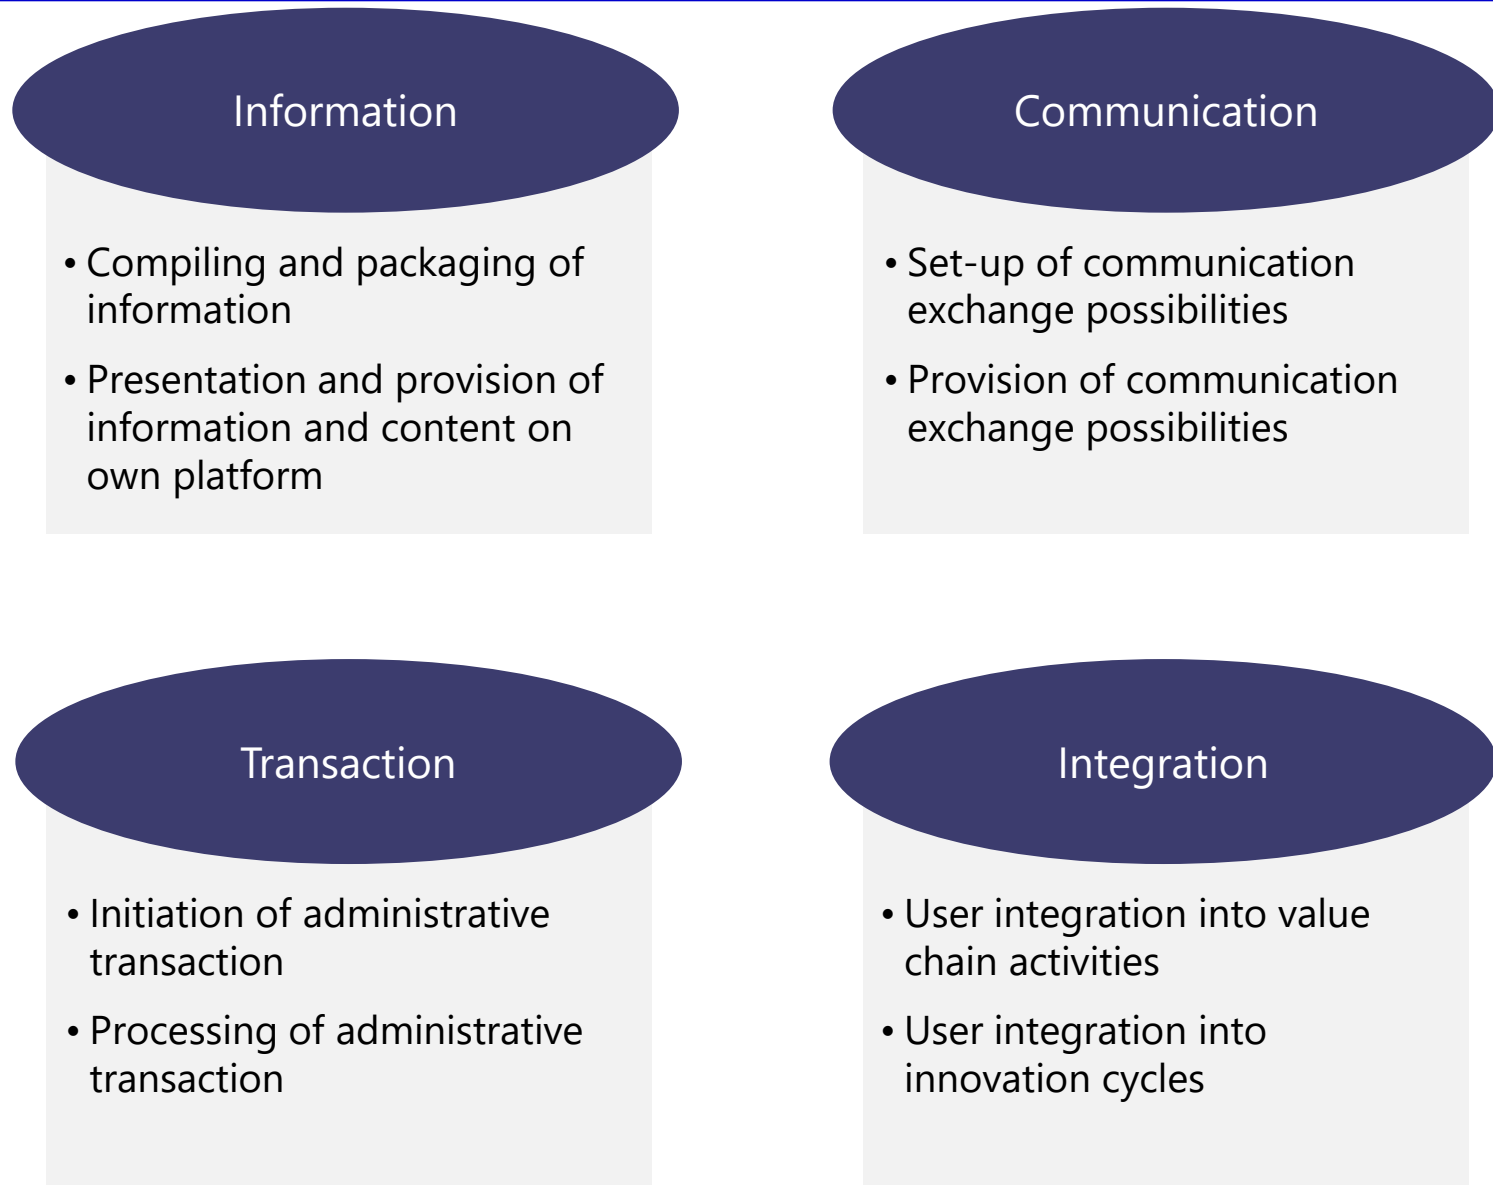 Information
• Compiling and packaging of
information
• Presentation and provision of
information and content on
own platform
Communication
• Set-up of communication
exchange possibilities
• Provision of communication
exchange possibilities
Transaction
• Initiation of administrative
transaction
• Processing of administrative
transaction
Integration
• User integration into value
chain activities
• User integration into
innovation cycles